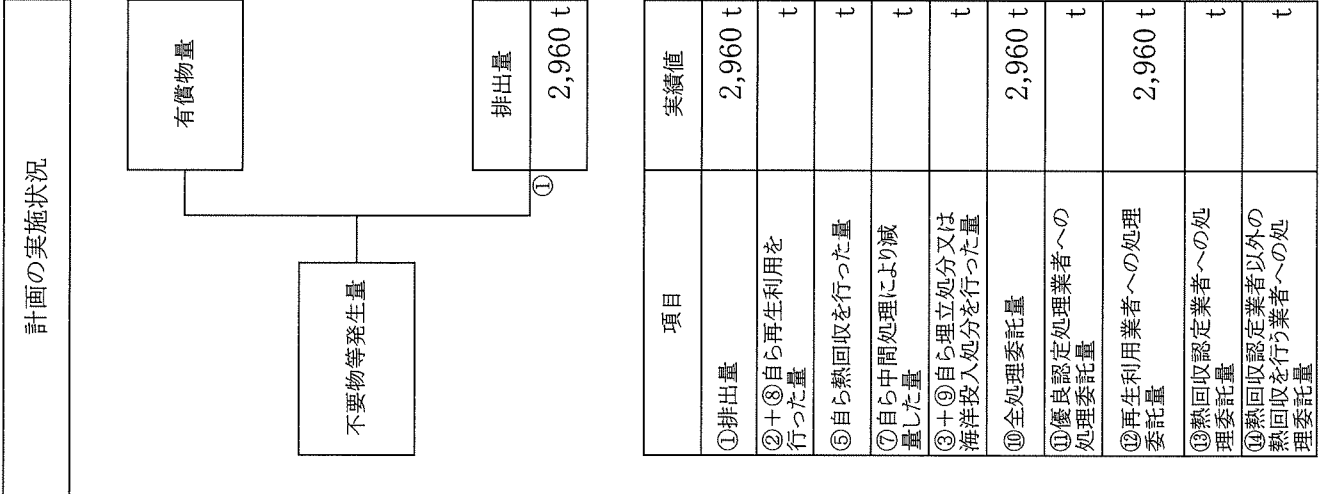 計画の実施状況
不要物等発生量
有償物量
①
排出量
2,960 t
項目 実績値
①排出量 2,960 t
②+⑧自ら再生利用を
行った量 t
⑤自ら熱回収を行った量 t
⑦自ら中間処理により減
量した量 t
③+⑨自ら埋立処分又は
海洋投入処分を行った量 t
⑩全処理委託量 2,960 t
⑪優良認定処理業者への
処理委託量 t
⑫再生利用業者への処理
委託量 2,960 t
⑬熱回収認定業者への処
理委託量 t
⑭熱回収認定業者以外の
熱回収を行う業者への処
理委託量 t